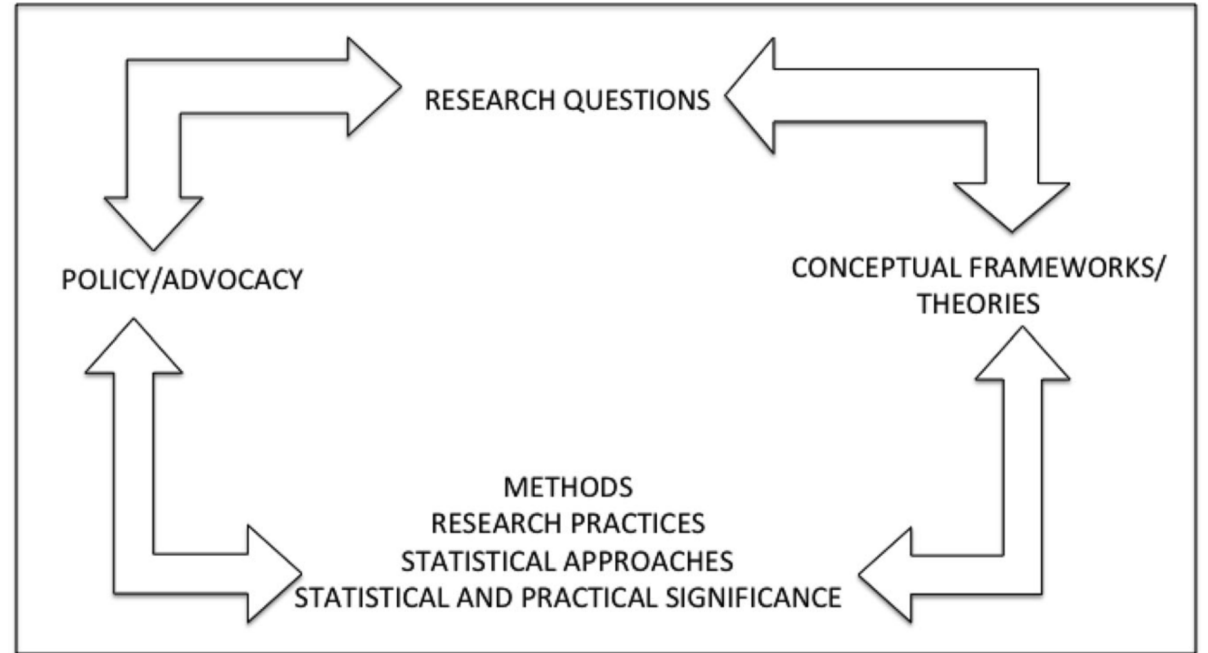 RESEARCH QUESTIONS
POLICY/ADVOCACY
CONCEPTUAL FRAMEWORKS/
THEORIES
METHODS
RESEARCH PRACTICES
STATISTICAL APPROACHES
STATISTICAL AND PRACTICAL SIGNIFICANCE